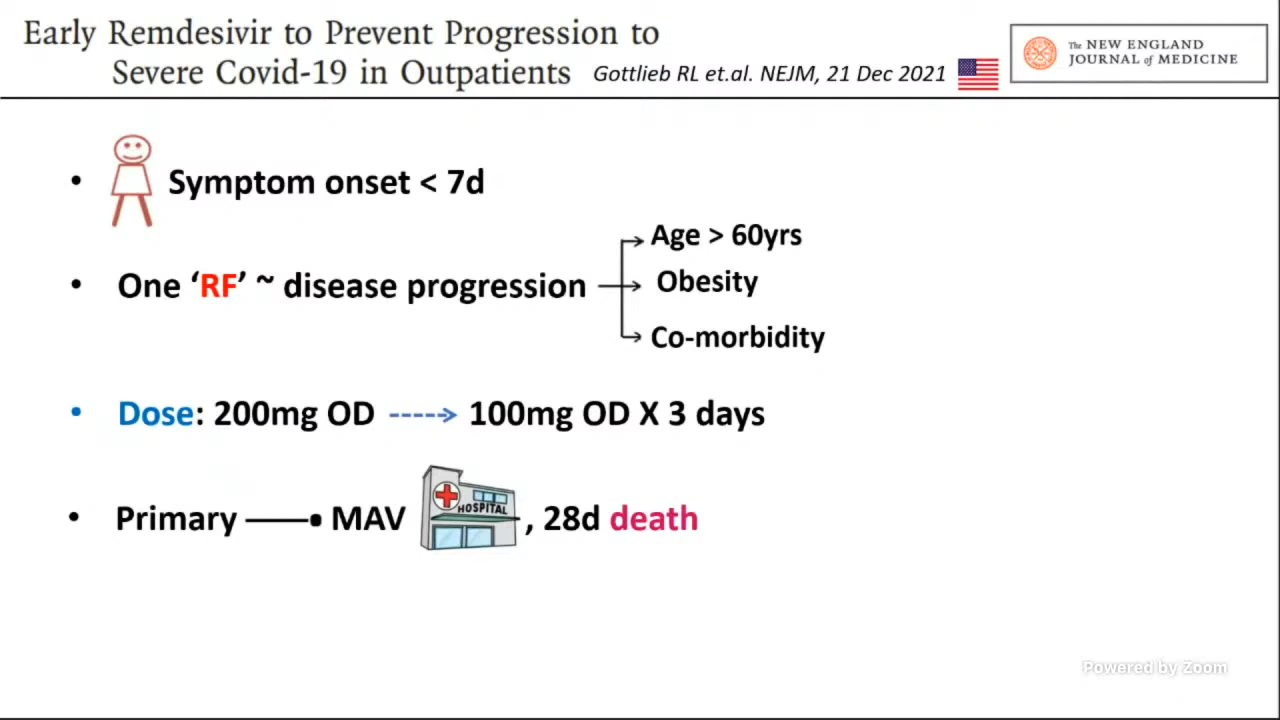 Early Remdesivir to Prevent Progression to
Severe Covid-19 in Outpatients Gottlieb RL et.al. NEJM, 21 Dec 2021
The NEW ENGLAND
JOURNAL of MEDICINE
• Symptom onset < 7d
Age > 60yrs
• One ‘RF’ ~ disease progression
Obesity
Co-morbidity
• Dose: 200mg OD ----> 100mg OD X 3 days
• Primary MAV HOSPITAL, 28d death
Powered by Zoom